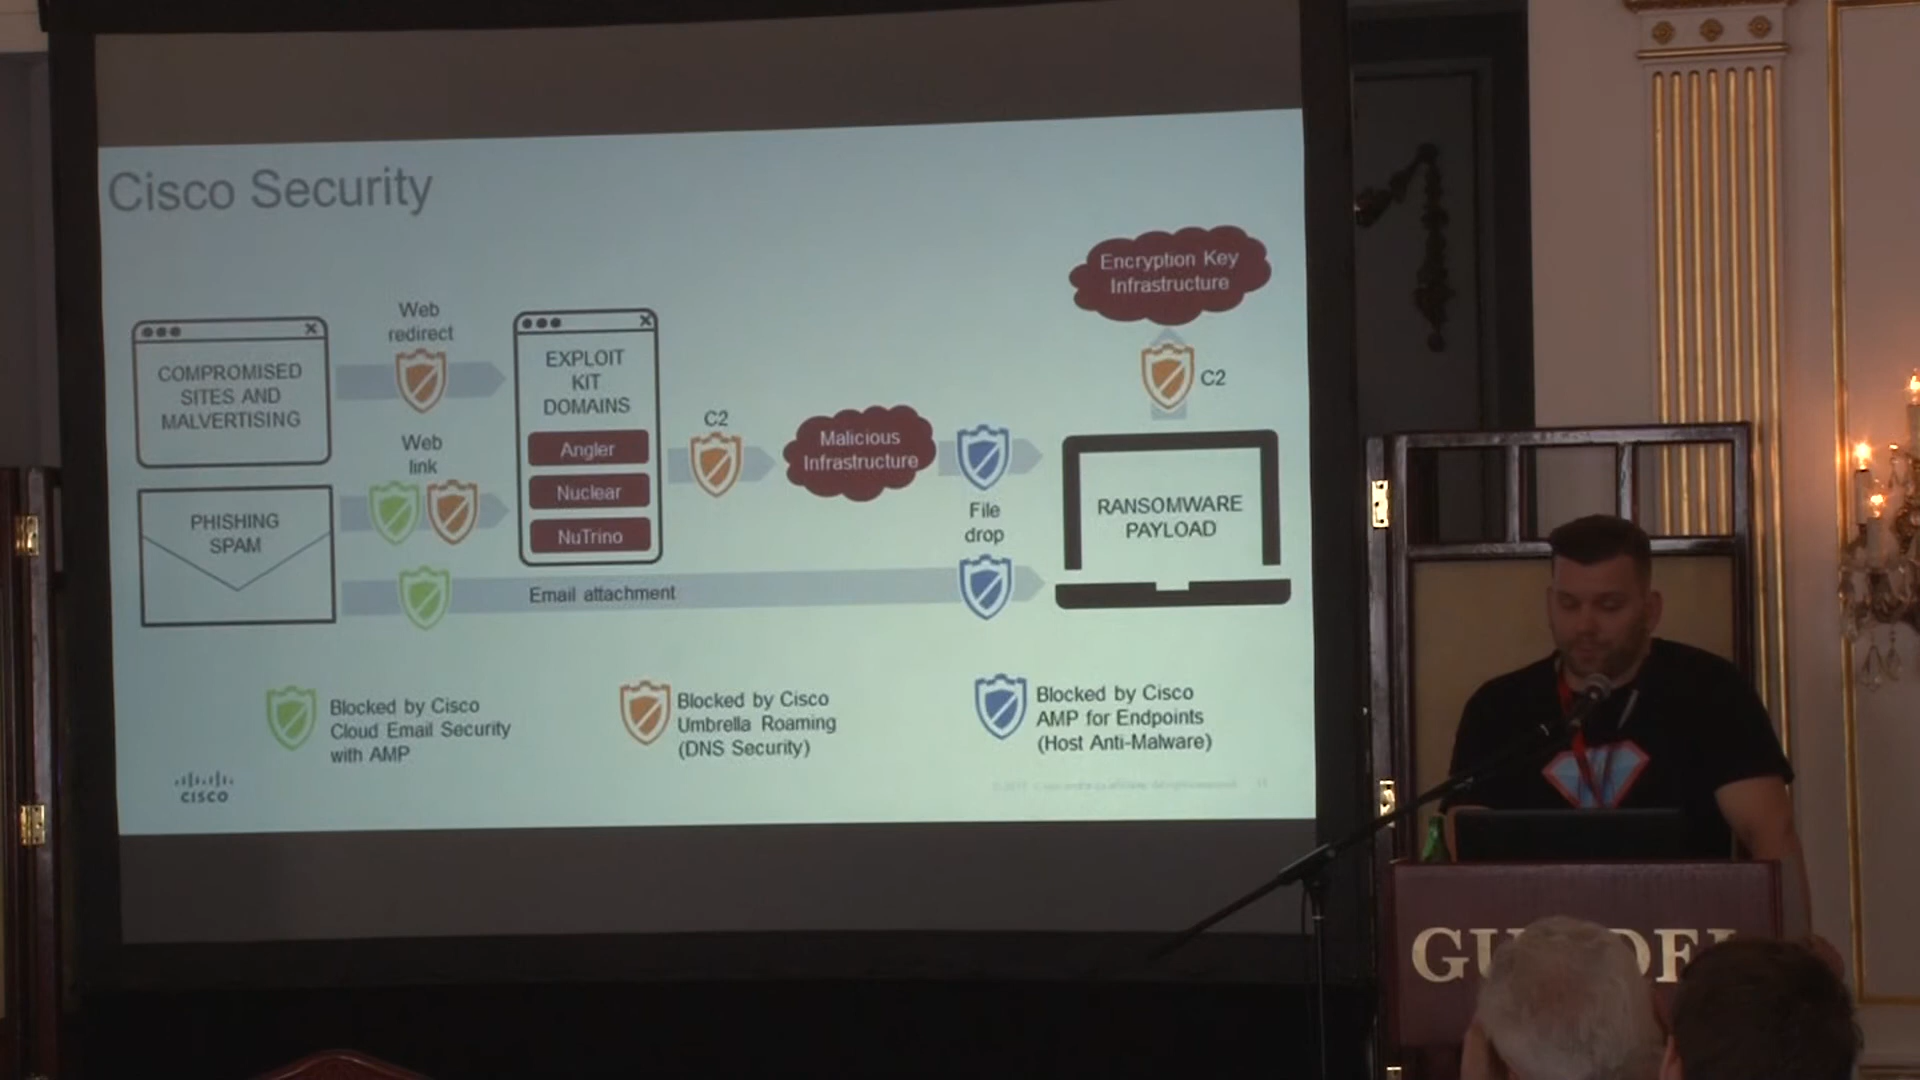 Cisco Security
Encryption Key
Infrastructure
C2
Web
redirect
COMPROMISED
SITES AND
MALVERTISING
EXPLOIT
KIT
DOMAINS
Angler
Nuclear
NuTrino
C2
Malicious
Infrastructure
Web
link
PHISHING
SPAM
File
drop
RANSOMWARE
PAYLOAD
Email attachment
Blocked by Cisco
Cloud Email Security
with AMP
Blocked by Cisco
Umbrella Roaming
(DNS Security)
Blocked by Cisco
AMP for Endpoints
(Host Anti-Malware)
CISCO